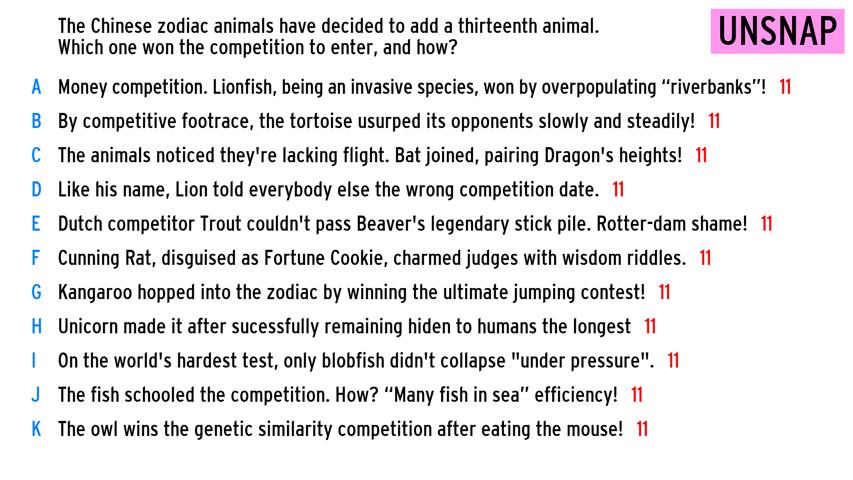 The Chinese zodiac animals have decided to add a thirteenth animal.
Which one won the competition to enter, and how?
UNSNAP
A Money competition. Lionfish, being an invasive species, won by overpopulating “riverbanks”! 11
B By competitive footrace, the tortoise usurped its opponents slowly and steadily! 11
C The animals noticed they're lacking flight. Bat joined, pairing Dragon's heights! 11
D Like his name, Lion told everybody else the wrong competition date. 11
E Dutch competitor Trout couldn't pass Beaver's legendary stick pile. Rotter-dam shame! 11
F Cunning Rat, disguised as Fortune Cookie, charmed judges with wisdom riddles. 11
G Kangaroo hopped into the zodiac by winning the ultimate jumping contest! 11
H Unicorn made it after sucessfully remaining hiden to humans the longest 11
I On the world's hardest test, only blobfish didn't collapse "under pressure". 11
J The fish schooled the competition. How? “Many fish in sea” efficiency! 11
K The owl wins the genetic similarity competition after eating the mouse! 11